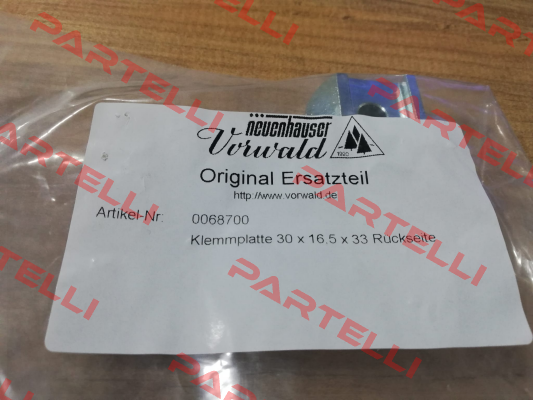 neuenhauser
Vorwald
1990
Original Ersatzteil
http://www.vorwald.de
Artikel-Nr: 0068700
Klemmplatte 30 x 16.5 x 33 Rückseite
PARTELLI
PARTELLI
PARTELLI
PARTELLI
PARTELLI
PARTELLI